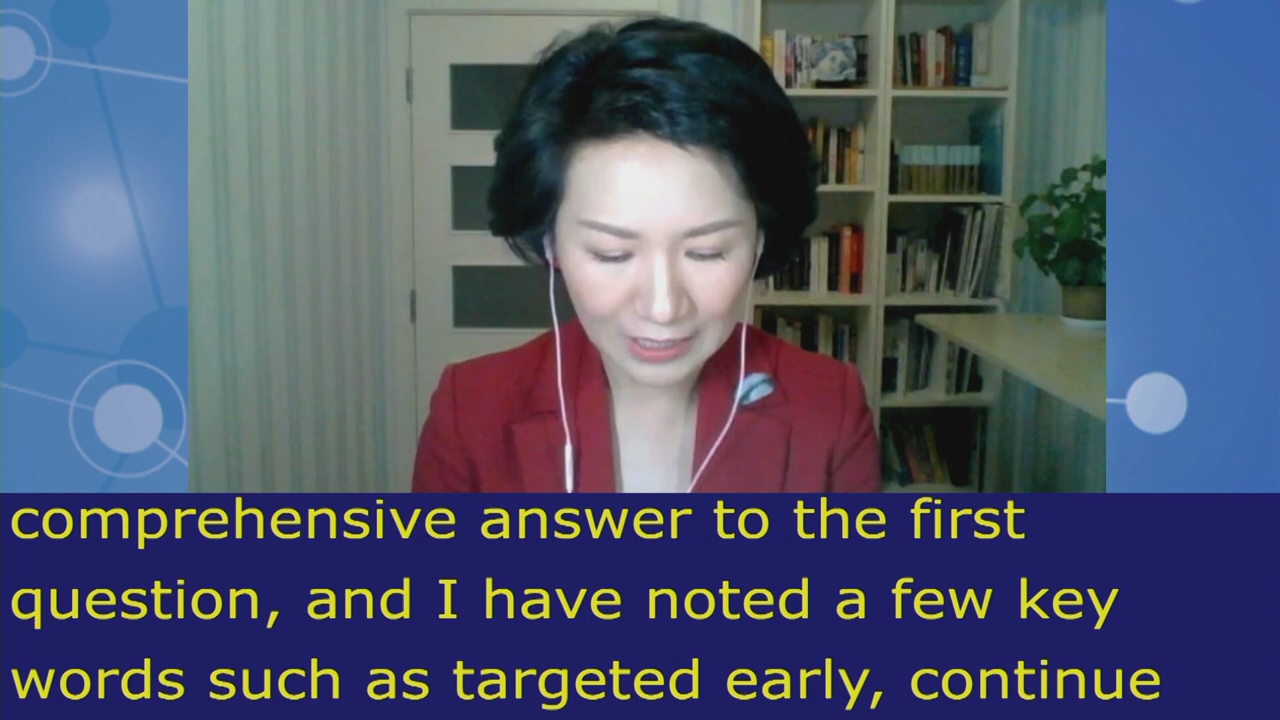 comprehensive answer to the first
question, and I have noted a few key
words such as targeted early, continue